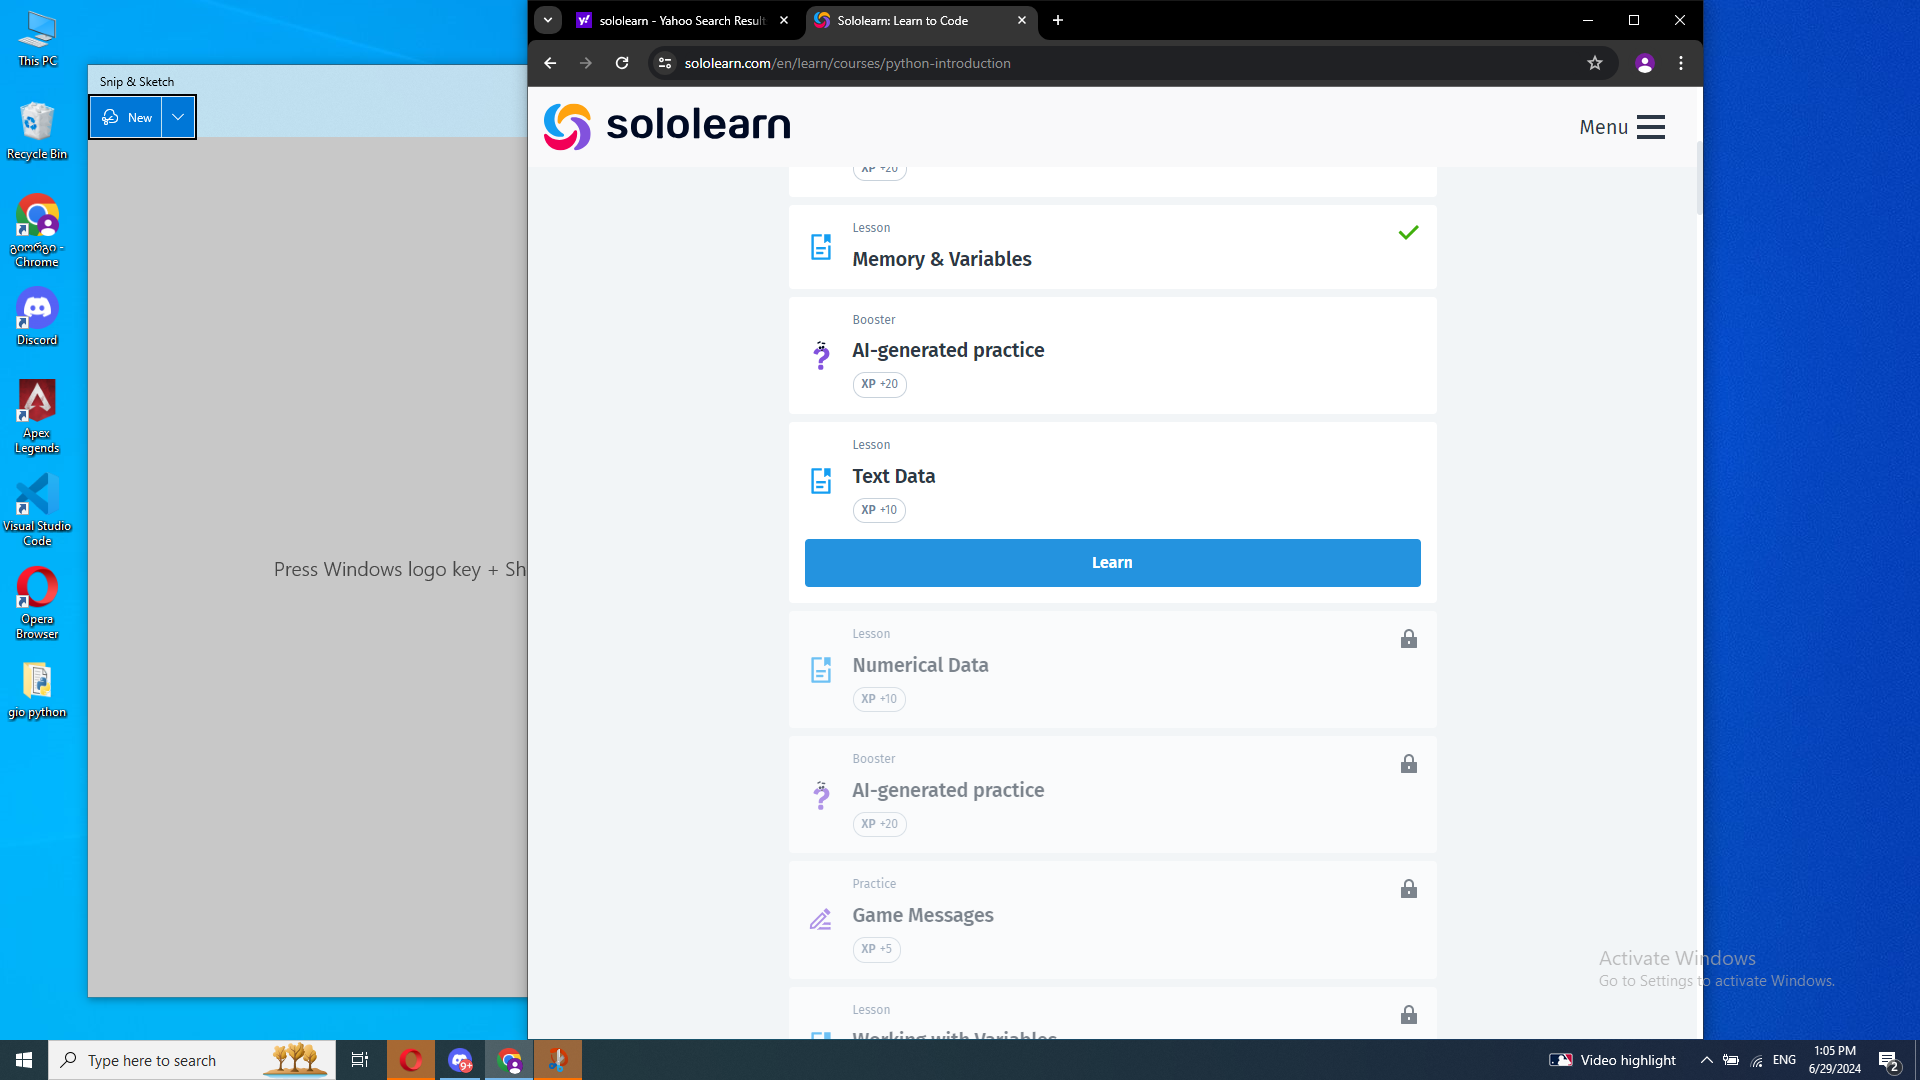 This PC
Recycle Bin
გიორგი -
Chrome
Discord
Apex
Legends
Visual Studio
Code
Opera
Browser
gio python
Snip & Sketch
New
Press Windows logo key + Sh
sololearn - Yahoo Search Result
Sololearn: Learn to Code
sololearn.com/en/learn/courses/python-introduction
sololearn
Menu
XP +20
Lesson
Memory & Variables
Booster
AI-generated practice
XP +20
Lesson
Text Data
XP +10
Learn
Lesson
Numerical Data
XP +10
Booster
AI-generated practice
XP +20
Practice
Game Messages
XP +5
Lesson
Working with Variables
Activate Windows
Go to Settings to activate Windows.
Type here to search
9+
Video highlight
ENG
1:05 PM
6/29/2024
2